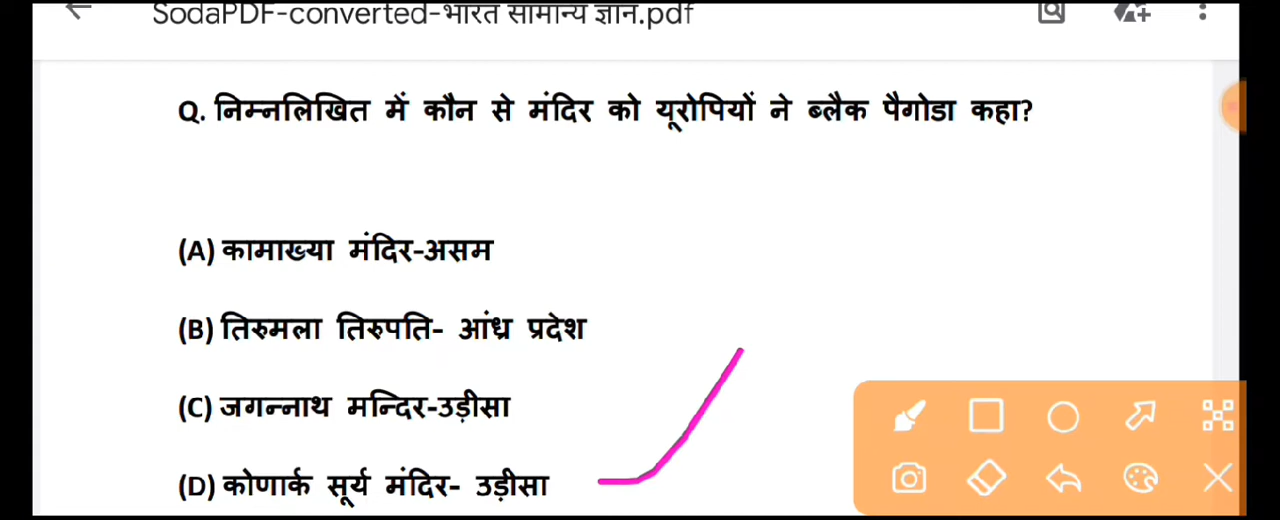 SodaPDF-converted-भारत सामान्य ज्ञान.pdf
Q. निम्नलिखित में कौन से मंदिर को यूरोपियों ने ब्लैक पैगोडा कहा?
(A) कामाख्या मंदिर-असम
(B) तिरुमला तिरुपति- आंध्र प्रदेश
(C) जगन्नाथ मन्दिर-उड़ीसा
(D) कोणार्क सूर्य मंदिर- उड़ीसा